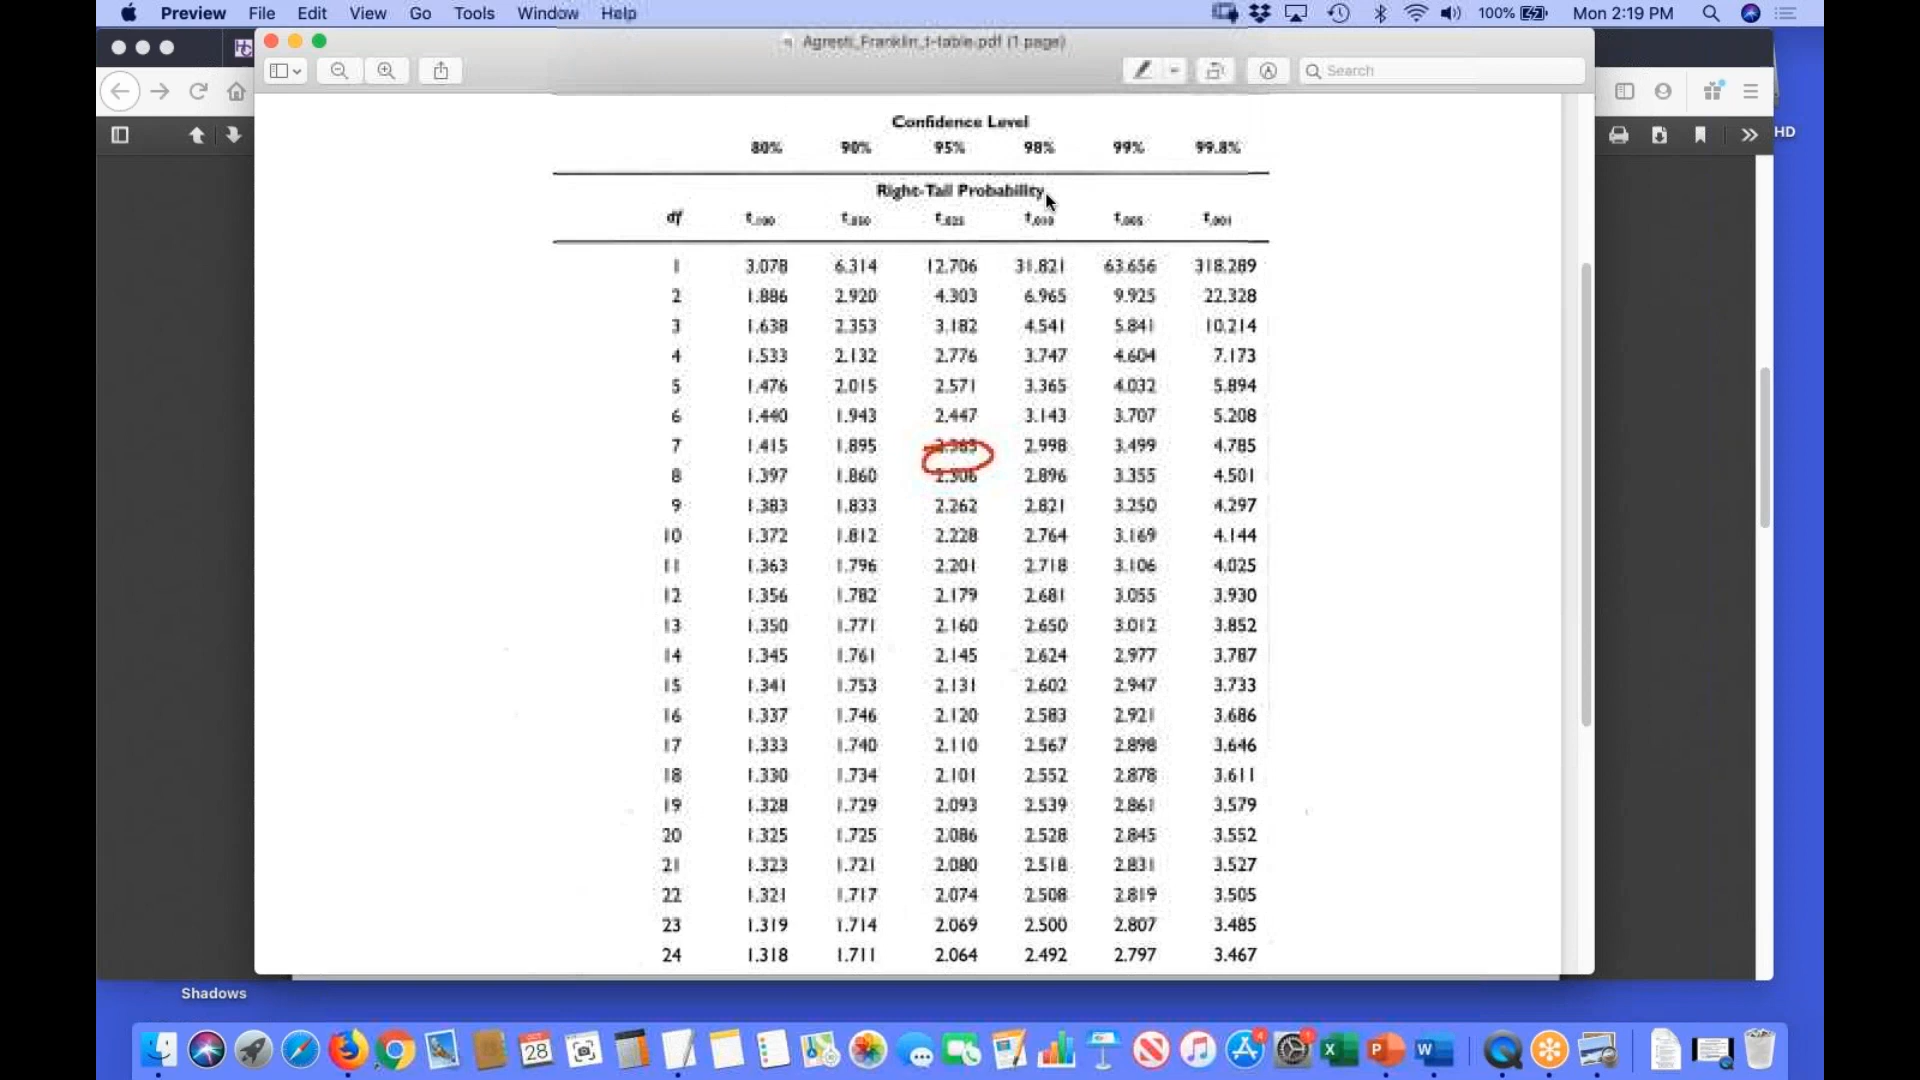 Preview File Edit View Go Tools Window Help 100% Mon 2:19 PM
Agresti_Franklin_t-table.pdf (1 page)
Search
HD
Confidence Level
80% 90% 95% 98% 99% 99.8%
Right-Tail Probability
df t.100 t.050 t.025 t.010 t.005 t.001
1 3.078 6.314 12.706 31.821 63.656 318.289
2 1.886 2.920 4.303 6.965 9.925 22.328
3 1.638 2.353 3.182 4.541 5.841 10.214
4 1.533 2.132 2.776 3.747 4.604 7.173
5 1.476 2.015 2.571 3.365 4.032 5.894
6 1.440 1.943 2.447 3.143 3.707 5.208
7 1.415 1.895 2.365 2.998 3.499 4.785
8 1.397 1.860 2.306 2.896 3.355 4.501
9 1.383 1.833 2.262 2.821 3.250 4.297
10 1.372 1.812 2.228 2.764 3.169 4.144
11 1.363 1.796 2.201 2.718 3.106 4.025
12 1.356 1.782 2.179 2.681 3.055 3.930
13 1.350 1.771 2.160 2.650 3.012 3.852
14 1.345 1.761 2.145 2.624 2.977 3.787
15 1.341 1.753 2.131 2.602 2.947 3.733
16 1.337 1.746 2.120 2.583 2.921 3.686
17 1.333 1.740 2.110 2.567 2.898 3.646
18 1.330 1.734 2.101 2.552 2.878 3.611
19 1.328 1.729 2.093 2.539 2.861 3.579
20 1.325 1.725 2.086 2.528 2.845 3.552
21 1.323 1.721 2.080 2.518 2.831 3.527
22 1.321 1.717 2.074 2.508 2.819 3.505
23 1.319 1.714 2.069 2.500 2.807 3.485
24 1.318 1.711 2.064 2.492 2.797 3.467
Shadows
28